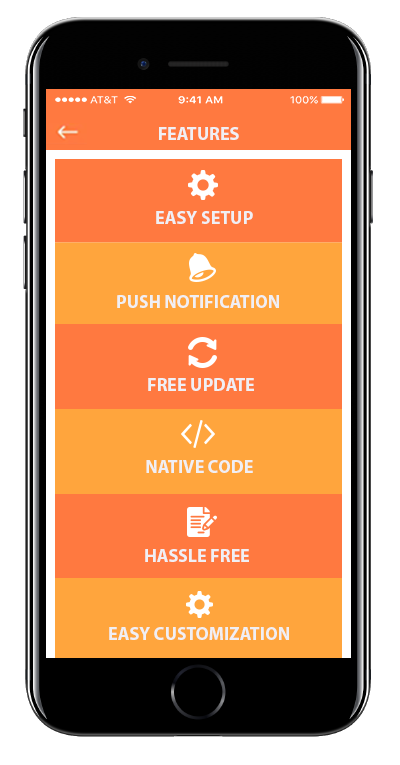 AT&T 9:41 AM 100%
FEATURES
EASY SETUP
PUSH NOTIFICATION
FREE UPDATE
NATIVE CODE
HASSLE FREE
EASY CUSTOMIZATION